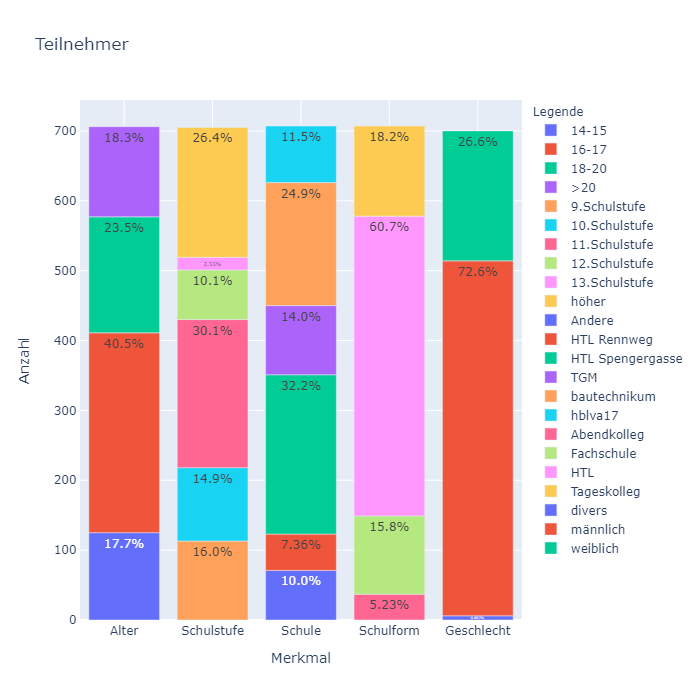 Teilnehmer
Legende
14-15
16-17
18-20
>20
9.Schulstufe
10.Schulstufe
11.Schulstufe
12.Schulstufe
13.Schulstufe
höher
Andere
HTL Rennweg
HTL Spengergasse
TGM
bautechnikum
hblva17
Abendkolleg
Fachschule
HTL
Tageskolleg
divers
männlich
weiblich
Anzahl
700
600
500
400
300
200
100
0
18.3%
23.5%
40.5%
17.7%
26.4%
2.55%
10.1%
30.1%
14.9%
16.0%
11.5%
24.9%
14.0%
32.2%
7.36%
10.0%
18.2%
60.7%
15.8%
5.23%
26.6%
72.6%
Alter
Schulstufe
Schule
Schulform
Geschlecht
Merkmal